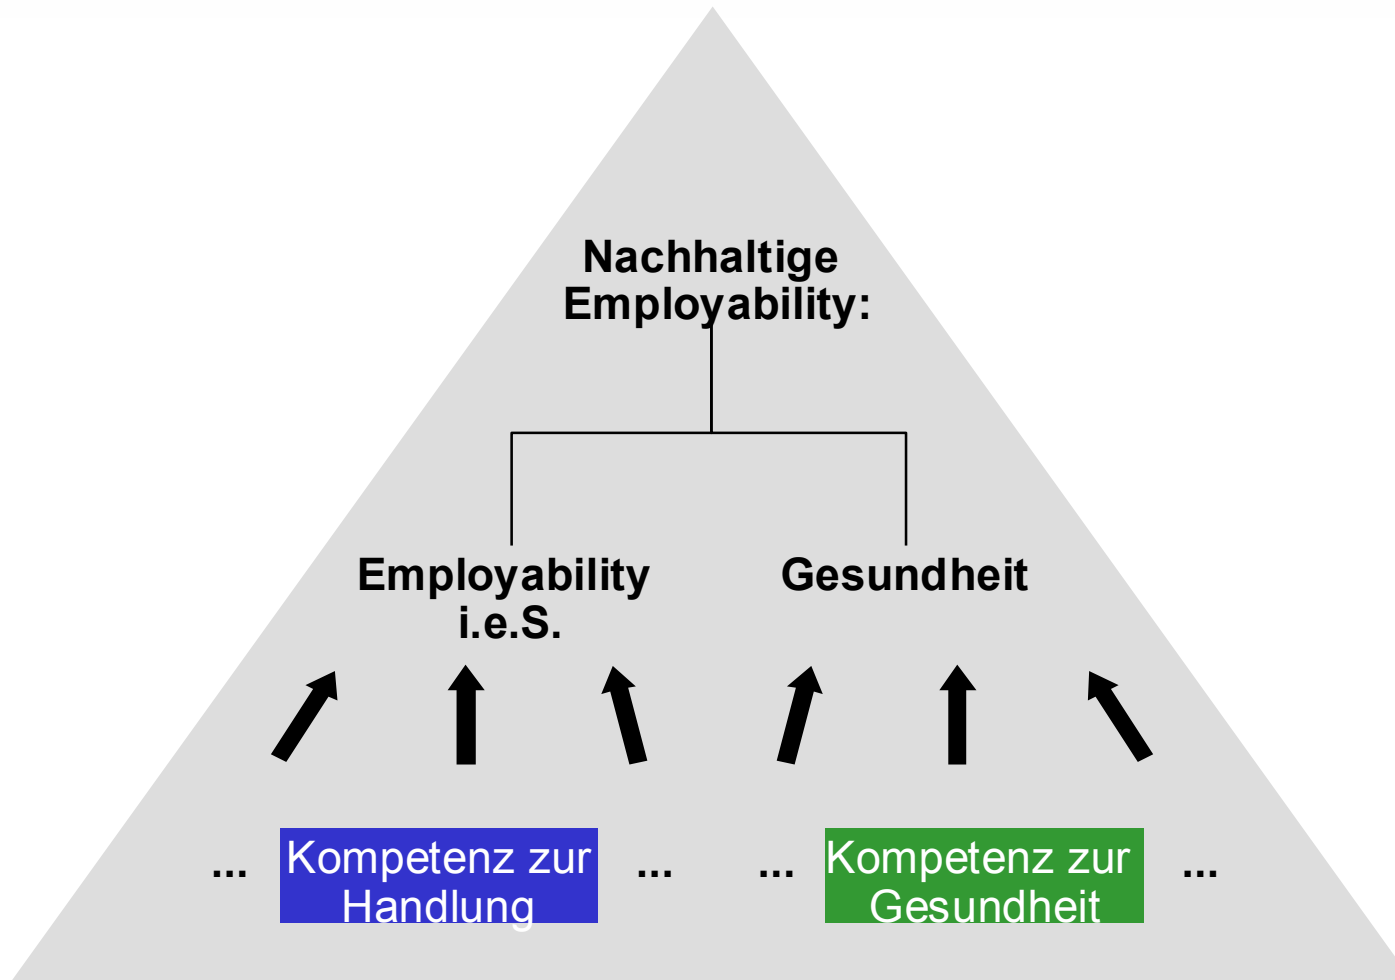 Nachhaltige
Employability:
Employability
i.e.S.
Gesundheit
... Kompetenz zur ... ... Kompetenz zur ...
Handlung
Gesundheit